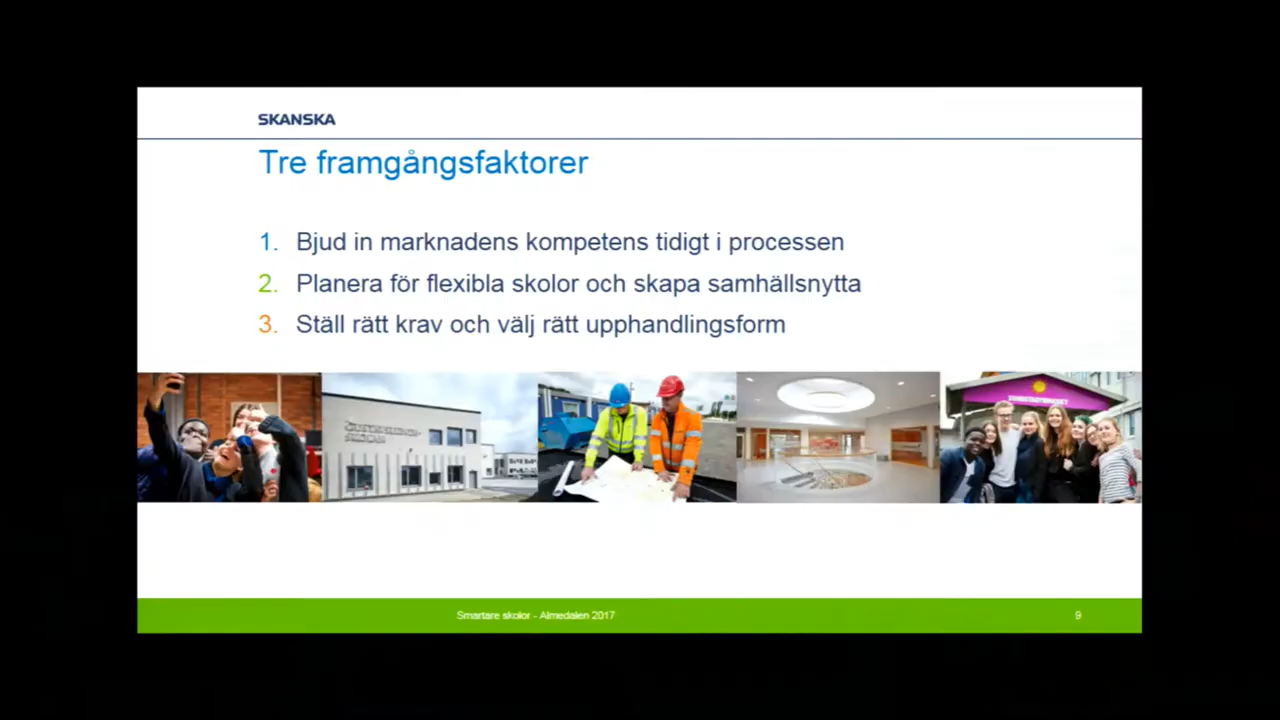 SKANSKA
Tre framgångsfaktorer
1. Bjud in marknadens kompetens tidigt i processen
2. Planera för flexibla skolor och skapa samhällsnytta
3. Ställ rätt krav och välj rätt upphandlingsform
Smartare skolor - Almedalen 2017
9